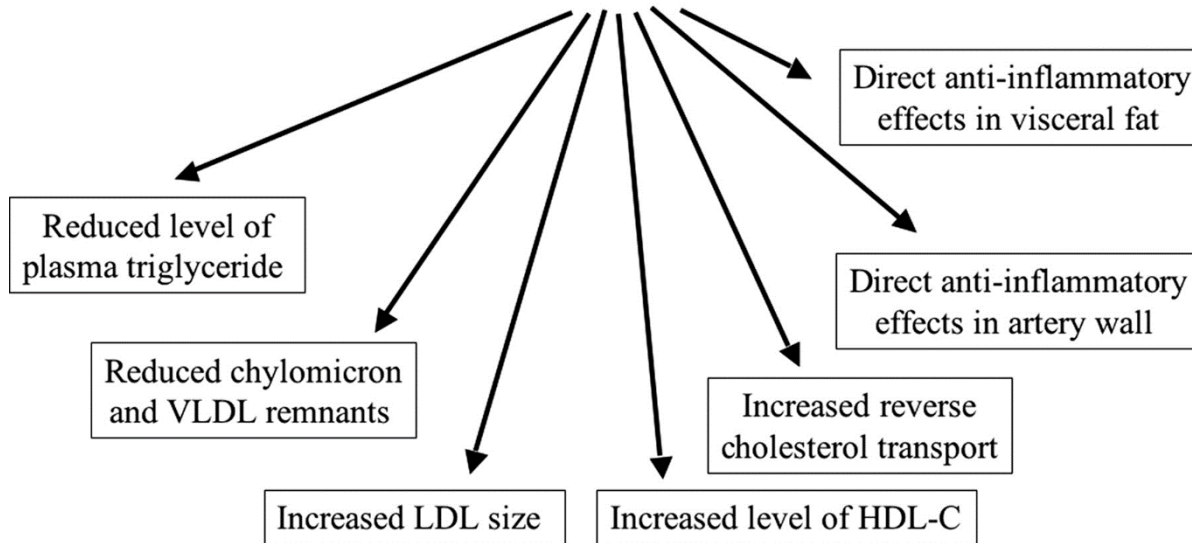 Direct anti-inflammatory
effects in visceral fat
Reduced level of
plasma triglyceride
Direct anti-inflammatory
effects in artery wall
Reduced chylomicron
and VLDL remnants
Increased reverse
cholesterol transport
Increased LDL size
Increased level of HDL-C